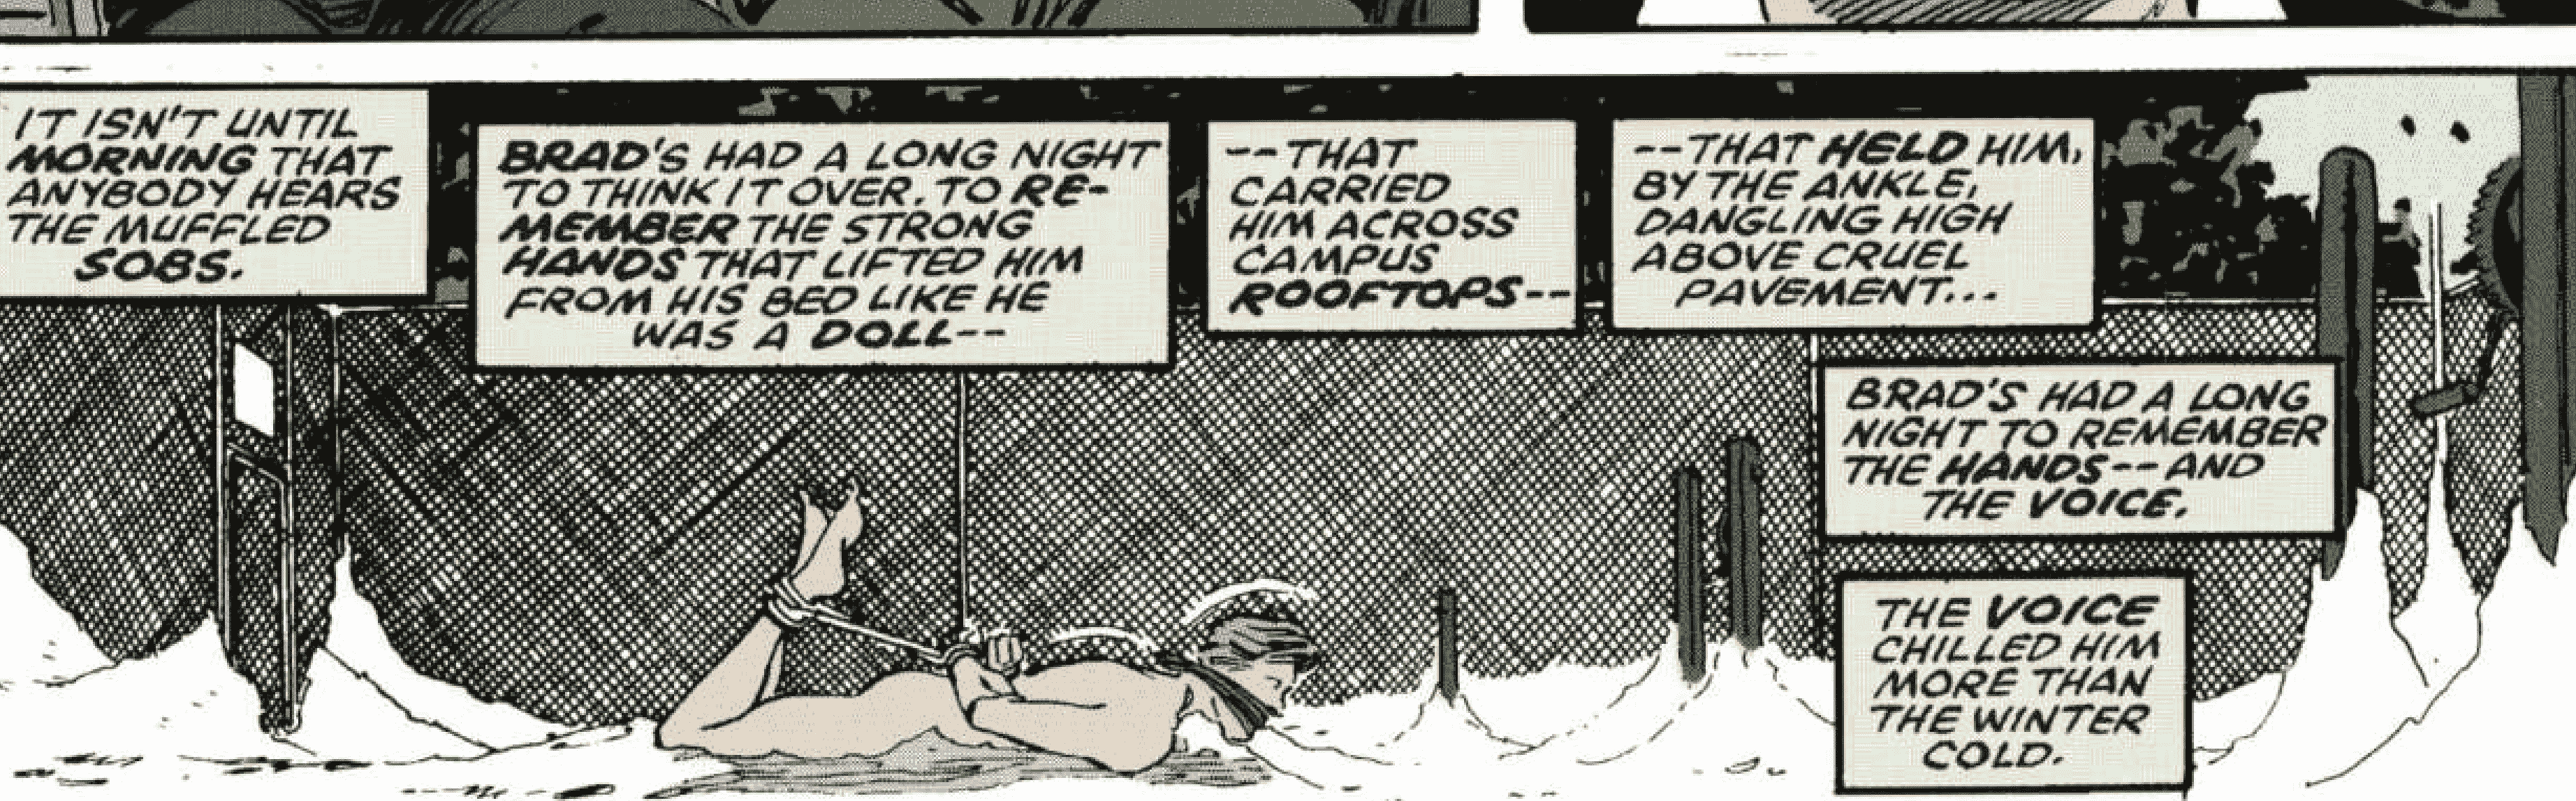 IT ISN'T UNTIL
MORNING THAT
ANYBODY HEARS
THE MUFFLED
SOBS.
BRAD'S HAD A LONG NIGHT
TO THINK IT OVER. TO RE-
MEMBER THE STRONG
HANDS THAT LIFTED HIM
FROM HIS BED LIKE HE
WAS A DOLL--
--THAT
CARRIED
HIM ACROSS
CAMPUS
ROOFTOPS--
--THAT HELD HIM,
BY THE ANKLE,
DANGLING HIGH
ABOVE CRUEL
PAVEMENT...
BRAD'S HAD A LONG
NIGHT TO REMEMBER
THE HANDS--AND
THE VOICE.
THE VOICE
CHILLED HIM
MORE THAN
THE WINTER
COLD.